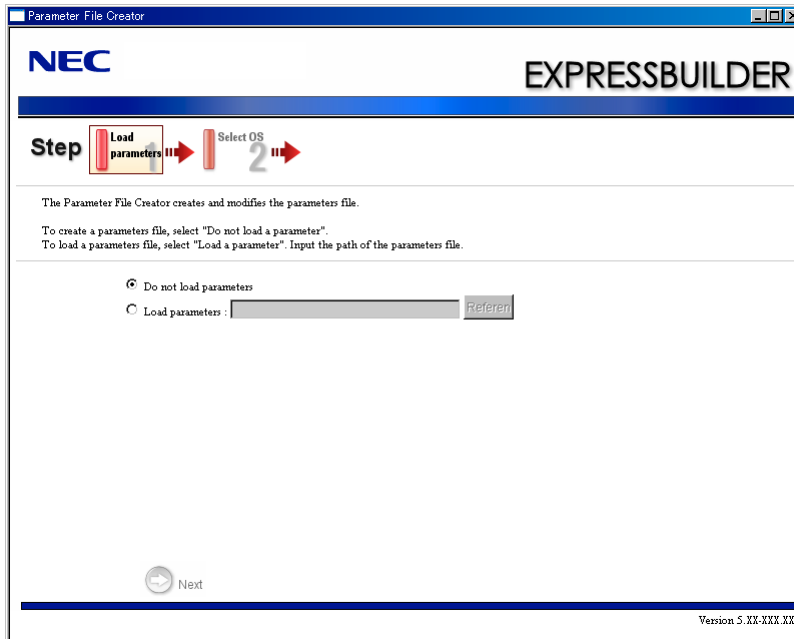 Parameter File Creator
NEC
EXPRESSBUILDER
Step
Load
parameters
1
Select OS
2
The Parameter File Creator creates and modifies the parameters file.
To create a parameters file, select "Do not load a parameter".
To load a parameters file, select "Load a parameter". Input the path of the parameters file.
Do not load parameters
Load parameters :
Referen
Next
Version 5.XX-XXX.XX